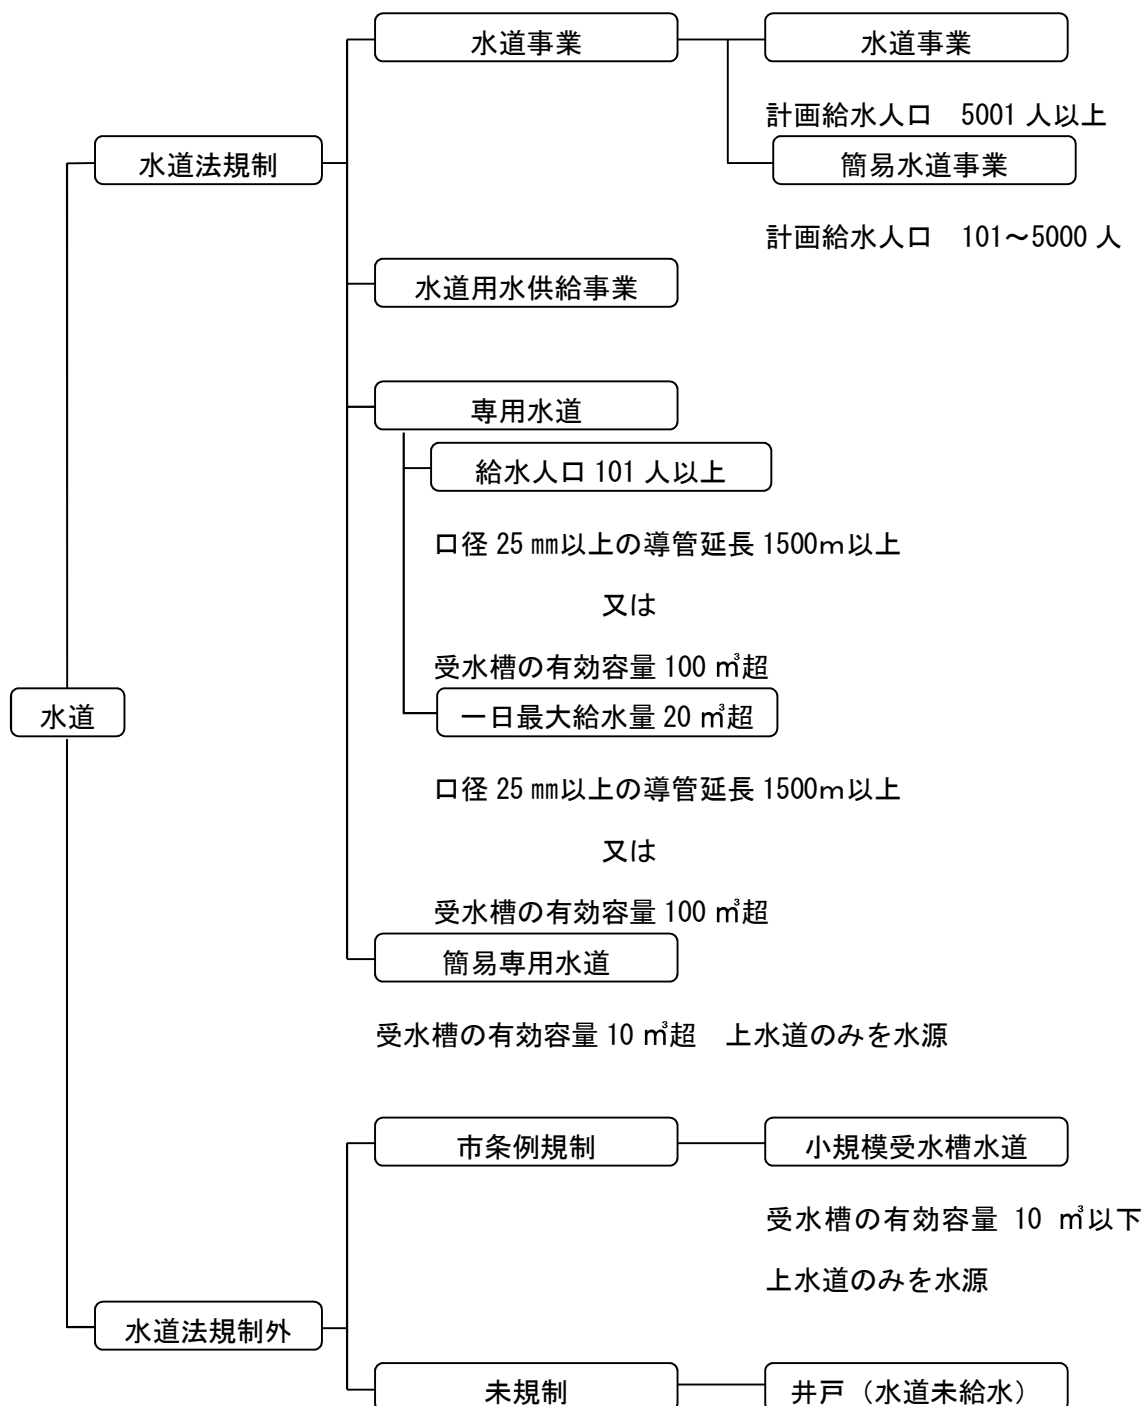 水道事業
水道事業
計画給水人口　5001 人以上
水道法規制
簡易水道事業
計画給水人口　101～5000 人
水道用水供給事業
専用水道
給水人口 101 人以上
口径 25 ㎜以上の導管延長 1500ｍ以上
又は
受水槽の有効容量 100 ㎥超
水道
一日最大給水量 20 ㎥超
口径 25 ㎜以上の導管延長 1500ｍ以上
又は
受水槽の有効容量 100 ㎥超
簡易専用水道
受水槽の有効容量 10 ㎥超　上水道のみを水源
市条例規制
小規模受水槽水道
受水槽の有効容量 10 ㎥以下
上水道のみを水源
水道法規制外
未規制
井戸（水道未給水）